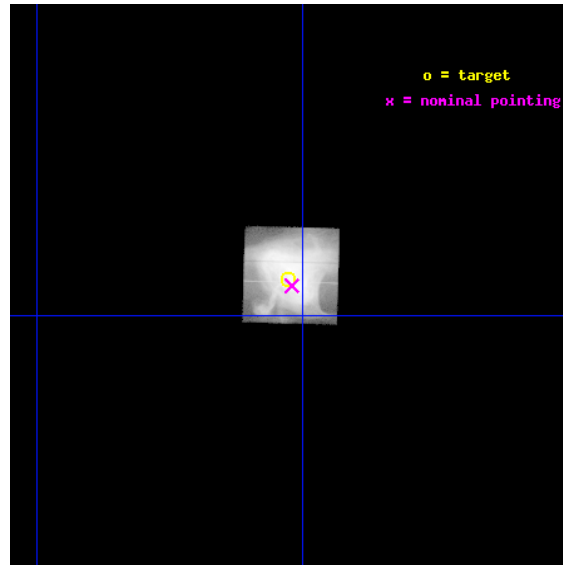 o = target
x = nominal pointing